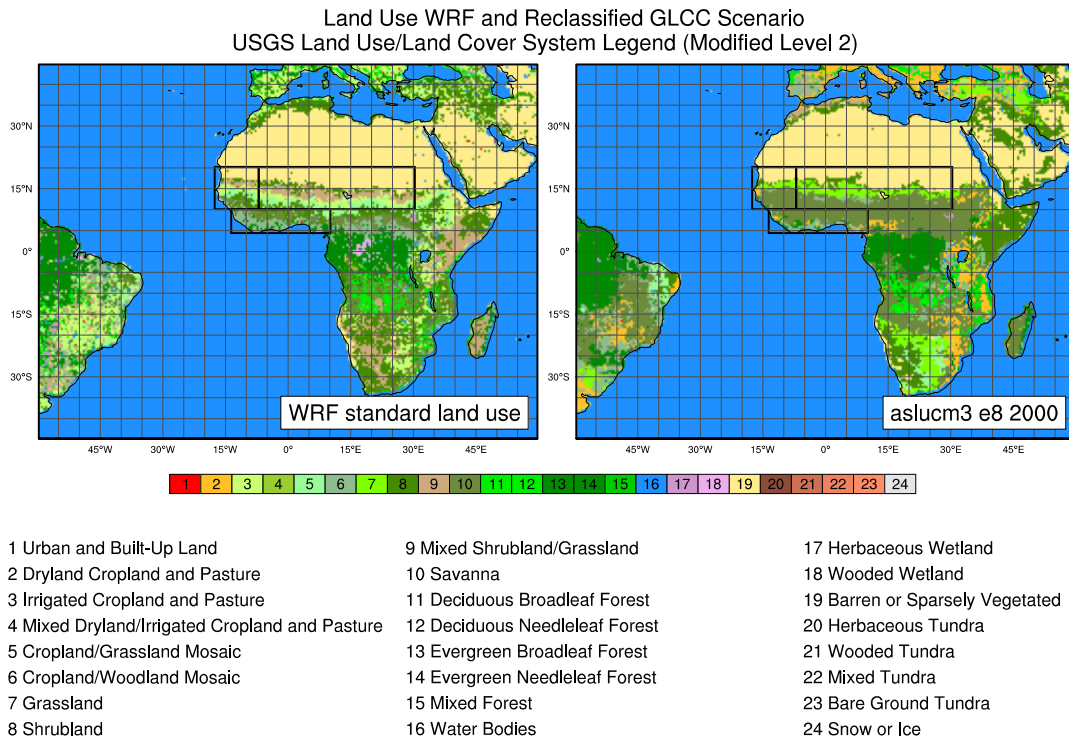 Land Use WRF and Reclassified GLCC Scenario
USGS Land Use/Land Cover System Legend (Modified Level 2)
30°N
15°N
0°
15°S
30°S
45°W
30°W
15°W
0°
15°E
30°E
45°E
WRF standard land use
30°N
15°N
0°
15°S
30°S
45°W
30°W
15°W
0°
15°E
30°E
45°E
aslucm3 e8 2000
1 2 3 4 5 6 7 8 9 10 11 12 13 14 15 16 17 18 19 20 21 22 23 24
1 Urban and Built-Up Land
2 Dryland Cropland and Pasture
3 Irrigated Cropland and Pasture
4 Mixed Dryland/Irrigated Cropland and Pasture
5 Cropland/Grassland Mosaic
6 Cropland/Woodland Mosaic
7 Grassland
8 Shrubland
9 Mixed Shrubland/Grassland
10 Savanna
11 Deciduous Broadleaf Forest
12 Deciduous Needleleaf Forest
13 Evergreen Broadleaf Forest
14 Evergreen Needleleaf Forest
15 Mixed Forest
16 Water Bodies
17 Herbaceous Wetland
18 Wooded Wetland
19 Barren or Sparsely Vegetated
20 Herbaceous Tundra
21 Wooded Tundra
22 Mixed Tundra
23 Bare Ground Tundra
24 Snow or Ice